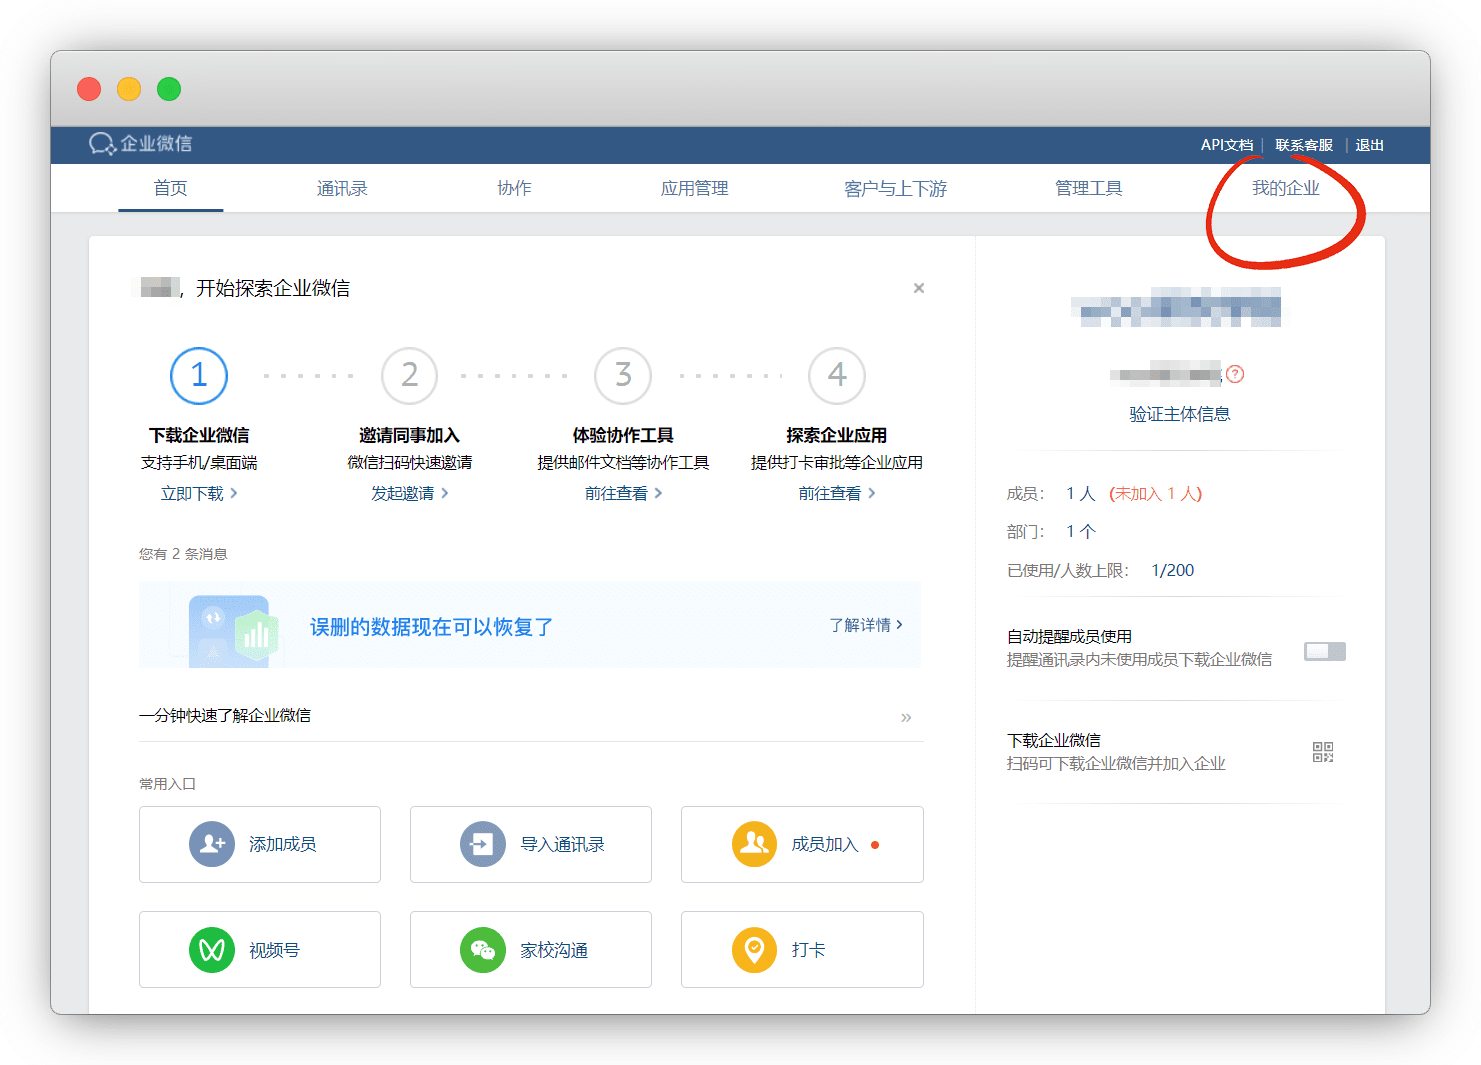 企业微信
API文档 | 联系客服 | 退出
首页 通讯录 协作 应用管理 客户与上下游 管理工具 我的企业
，开始探索企业微信
×
1 2 3 4
下载企业微信 邀请同事加入 体验协作工具 探索企业应用
支持手机/桌面端 微信扫码快速邀请 提供邮件文档等协作工具 提供打卡审批等企业应用
立即下载 > 发起邀请 > 前往查看 > 前往查看 >
您有 2 条消息
误删的数据现在可以恢复了 了解详情 >
一分钟快速了解企业微信 »
常用入口
添加成员 导入通讯录 成员加入
视频号 家校沟通 打卡
?
验证主体信息
成员： 1 人 (未加入 1 人)
部门： 1 个
已使用/人数上限： 1/200
自动提醒成员使用
提醒通讯录内未使用成员下载企业微信
下载企业微信
扫码可下载企业微信并加入企业